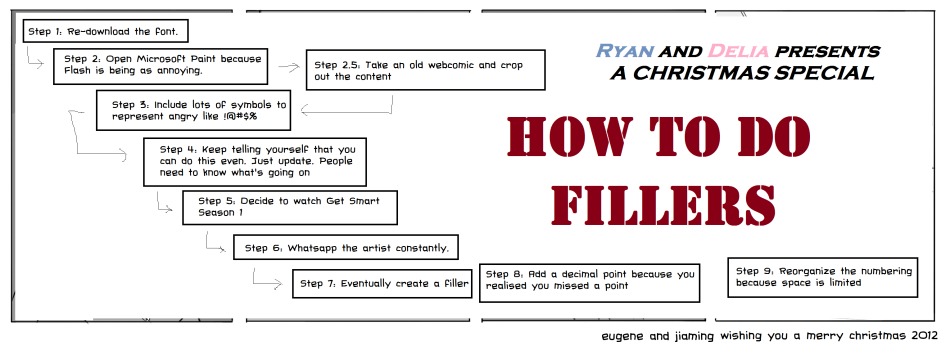 Step 1: Re-download the font.
Step 2: Open Microsoft Paint because
Flash is being as annoying.
Step 2.5: Take an old webcomic and crop
out the content
Step 3: Include lots of symbols to
represent angry like !@#$%
Step 4: Keep telling yourself that you
can do this even. Just update. People
need to know what's going on
Step 5: Decide to watch Get Smart
Season 1
Step 6: Whatsapp the artist constantly.
Step 7: Eventually create a filler
Step 8: Add a decimal point because you
realised you missed a point
Step 9: Reorganize the numbering
because space is limited
RYAN AND DELIA PRESENTS
A CHRISTMAS SPECIAL
HOW TO DO
FILLERS
eugene and jiaming wishing you a merry christmas 2012